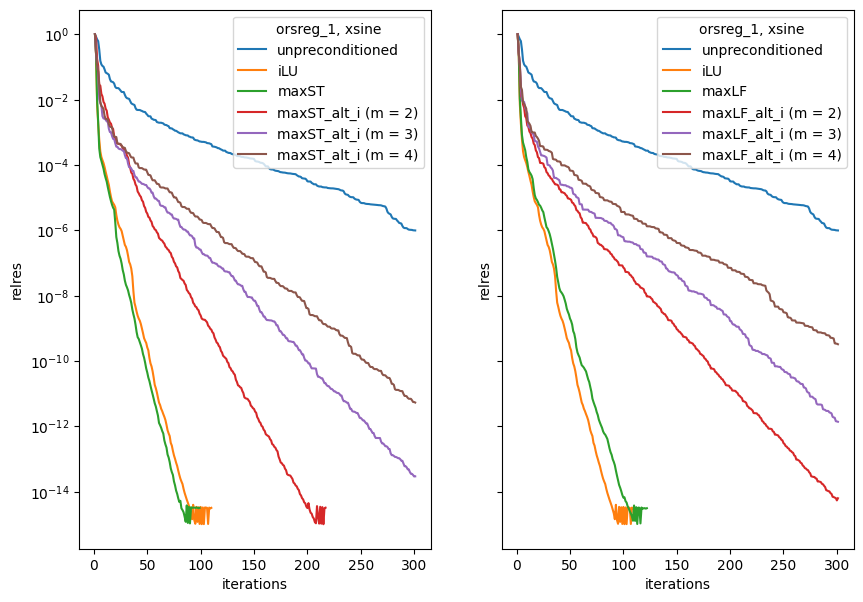 orsreg_1, xsine
unpreconditioned
iLU
maxST
maxST_alt_i (m = 2)
maxST_alt_i (m = 3)
maxST_alt_i (m = 4)
10^0
10^-2
10^-4
10^-6
10^-8
10^-10
10^-12
10^-14
relres
0 50 100 150 200 250 300
iterations
orsreg_1, xsine
unpreconditioned
iLU
maxLF
maxLF_alt_i (m = 2)
maxLF_alt_i (m = 3)
maxLF_alt_i (m = 4)
relres
0 50 100 150 200 250 300
iterations